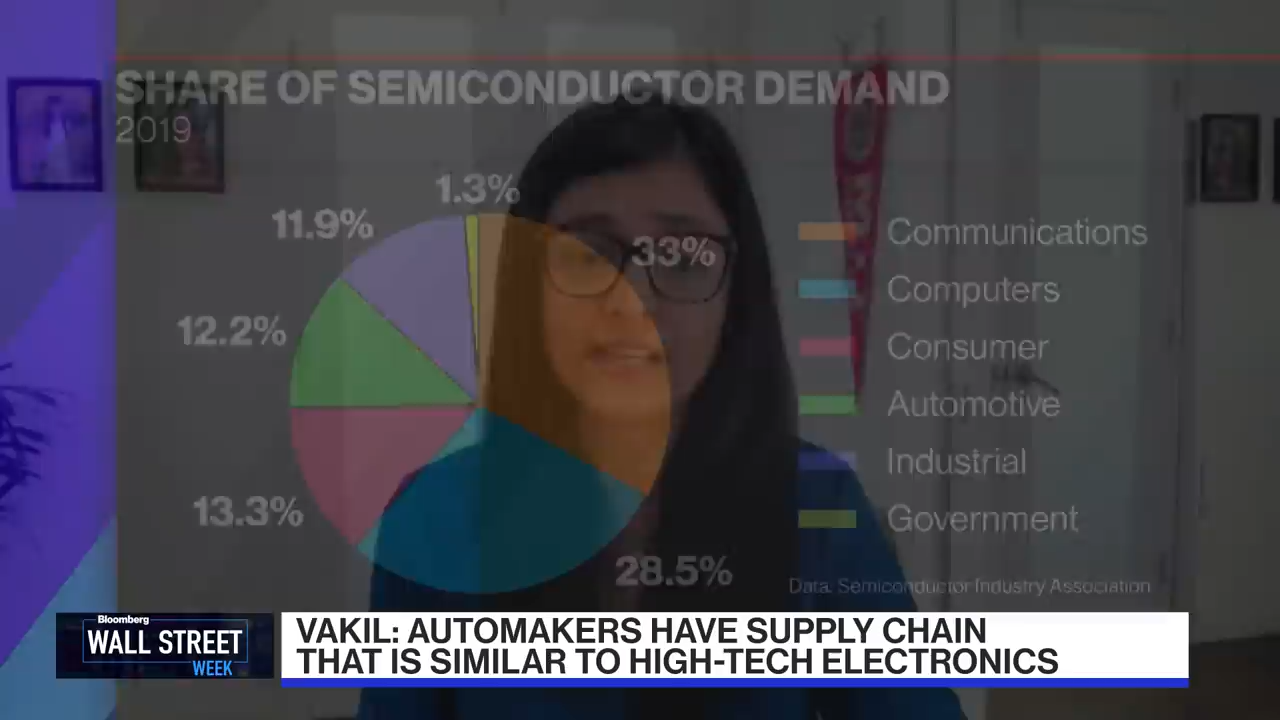 SHARE OF SEMICONDUCTOR DEMAND
2019
1.3%
11.9%
33%
12.2%
13.3%
28.5%
Communications
Computers
Consumer
Automotive
Industrial
Government
Data: Semiconductor Industry Association
Bloomberg
WALL STREET
WEEK
VAKIL: AUTOMAKERS HAVE SUPPLY CHAIN
THAT IS SIMILAR TO HIGH-TECH ELECTRONICS